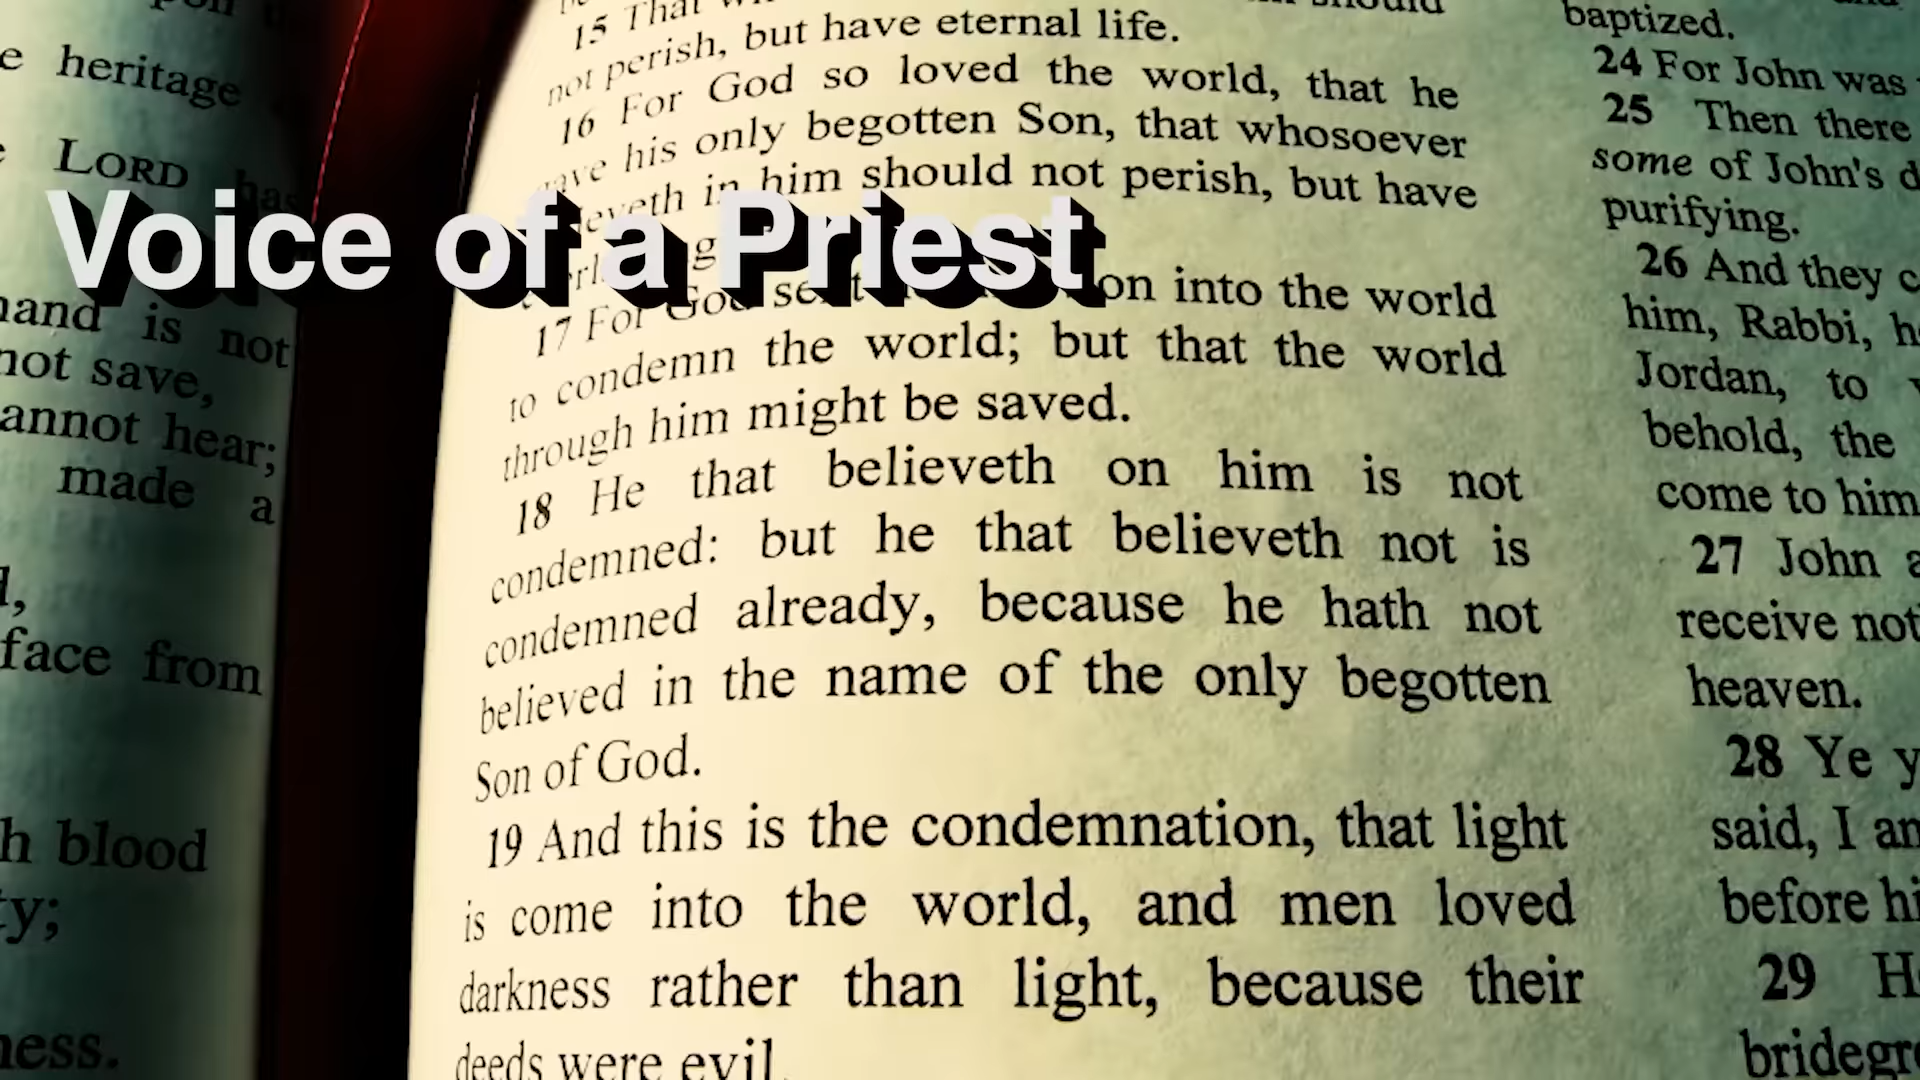 Voice of a Priest
e heritage
LORD has
hand is not
not save,
annot hear;
made a
face from
h blood
ty;
ness.
15 That
not perish, but have eternal life.
16 For God so loved the world, that he
his only begotten Son, that whosoever
in him should not perish, but have
17 For God into the world
to condemn the world; but that the world
through him might be saved.
18 He that believeth on him is not
condemned: but he that believeth not is
condemned already, because he hath not
believed in the name of the only begotten
Son of God.
19 And this is the condemnation, that light
is come into the world, and men loved
darkness rather than light, because their
deeds were evil.
baptized.
24 For John was
25 Then there
some of John's d
purifying.
26 And they c
him, Rabbi, h
Jordan, to
behold, the
come to him
27 John a
receive not
heaven.
28 Ye y
said, I am
before hi
29 H
bridegr